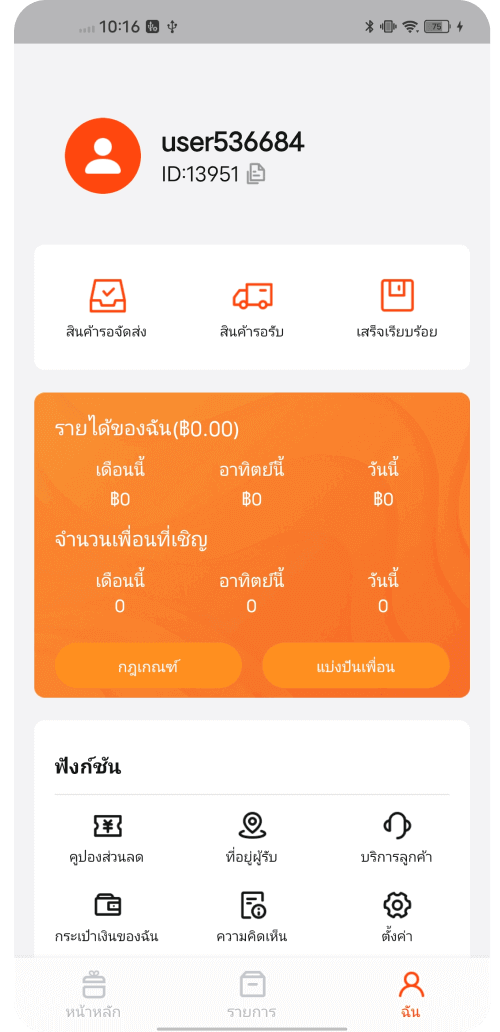 10:16 75
user536684
ID:13951
สินค้ารอจัดส่ง สินค้ารอรับ เสร็จเรียบร้อย
รายได้ของฉัน(฿0.00)
เดือนนี้ อาทิตย์นี้ วันนี้
฿0 ฿0 ฿0
จำนวนเพื่อนที่เชิญ
เดือนนี้ อาทิตย์นี้ วันนี้
0 0 0
กฎเกณฑ์ แบ่งปันเพื่อน
ฟังก์ชัน
คูปองส่วนลด ที่อยู่ผู้รับ บริการลูกค้า
กระเป๋าเงินของฉัน ความคิดเห็น ตั้งค่า
หน้าหลัก รายการ ฉัน